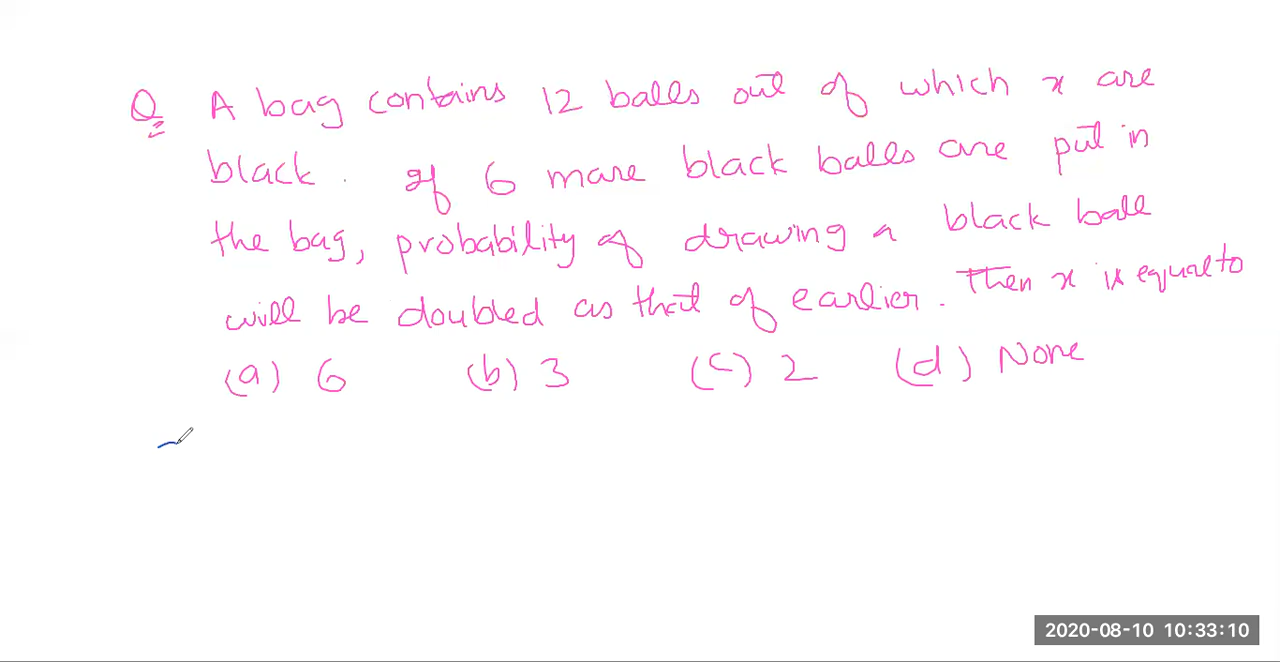 Q A bag contains 12 balls out of which x are
black. If 6 more black balls are put in
the bag, probability of drawing a black ball
will be doubled as that of earlier. Then x is equal to
(a) 6 (b) 3 (c) 2 (d) None
2020-08-10 10:33:10